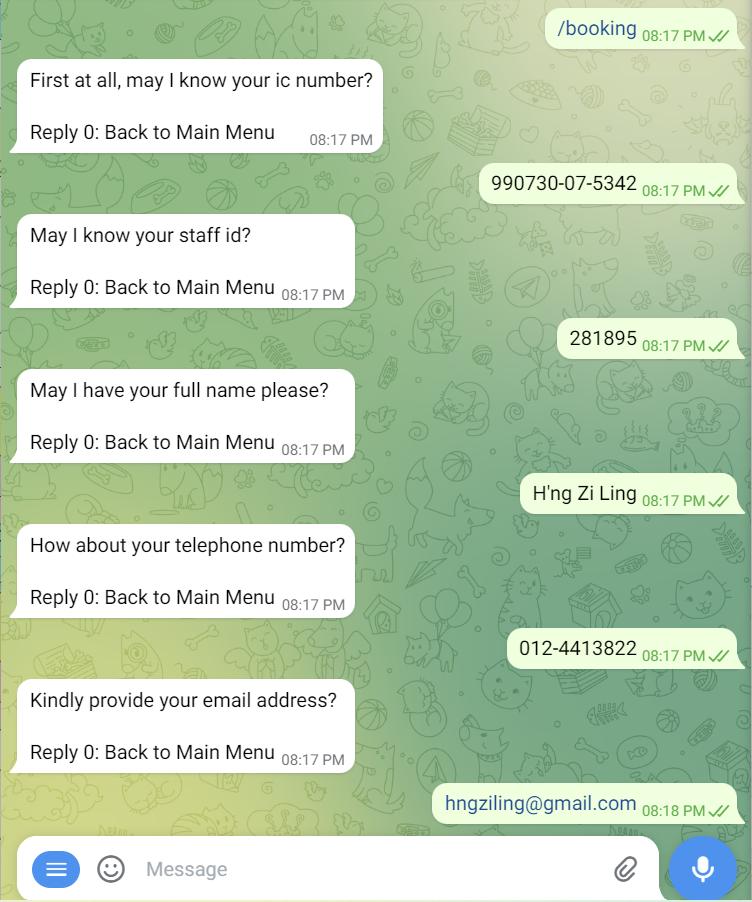 /booking 08:17 PM
First at all, may I know your ic number?
Reply 0: Back to Main Menu 08:17 PM
990730-07-5342 08:17 PM
May I know your staff id?
Reply 0: Back to Main Menu 08:17 PM
281895 08:17 PM
May I have your full name please?
Reply 0: Back to Main Menu 08:17 PM
H'ng Zi Ling 08:17 PM
How about your telephone number?
Reply 0: Back to Main Menu 08:17 PM
012-4413822 08:17 PM
Kindly provide your email address?
Reply 0: Back to Main Menu 08:17 PM
hngziling@gmail.com 08:18 PM
Message